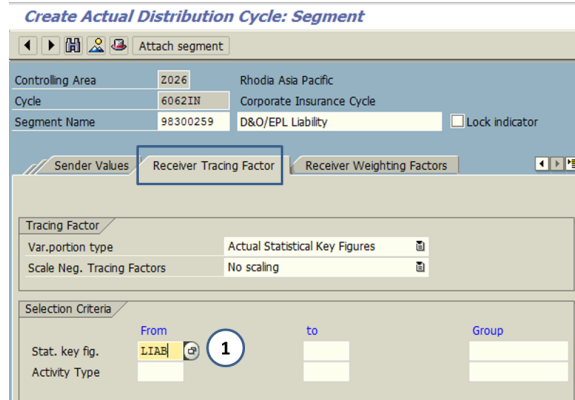 Create Actual Distribution Cycle: Segment
Attach segment
Controlling Area Z026 Rhodia Asia Pacific
Cycle 6062IN Corporate Insurance Cycle
Segment Name 98300259 D&O/EPL Liability Lock indicator
Sender Values Receiver Tracing Factor Receiver Weighting Factors
Tracing Factor
Var.portion type Actual Statistical Key Figures
Scale Neg. Tracing Factors No scaling
Selection Criteria
From to Group
Stat. key fig. LIAB 1
Activity Type